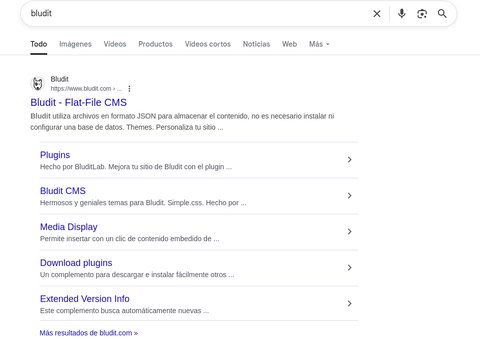 bludit
Todo Imágenes Vídeos Productos Vídeos cortos Noticias Web Más
Bludit
https://www.bludit.com › ...
Bludit - Flat-File CMS
Bludit utiliza archivos en formato JSON para almacenar el contenido, no es necesario instalar ni
configurar una base de datos. Themes. Personaliza tu sitio ...
Plugins
Hecho por BluditLab. Mejora tu sitio de Bludit con el plugin ...
Bludit CMS
Hermosos y geniales temas para Bludit. Simple.css. Hecho por ...
Media Display
Permite insertar con un clic de contenido embedido de ...
Download plugins
Un complemento para descargar e instalar fácilmente otros ...
Extended Version Info
Este complemento busca automáticamente nuevas ...
Más resultados de bludit.com »